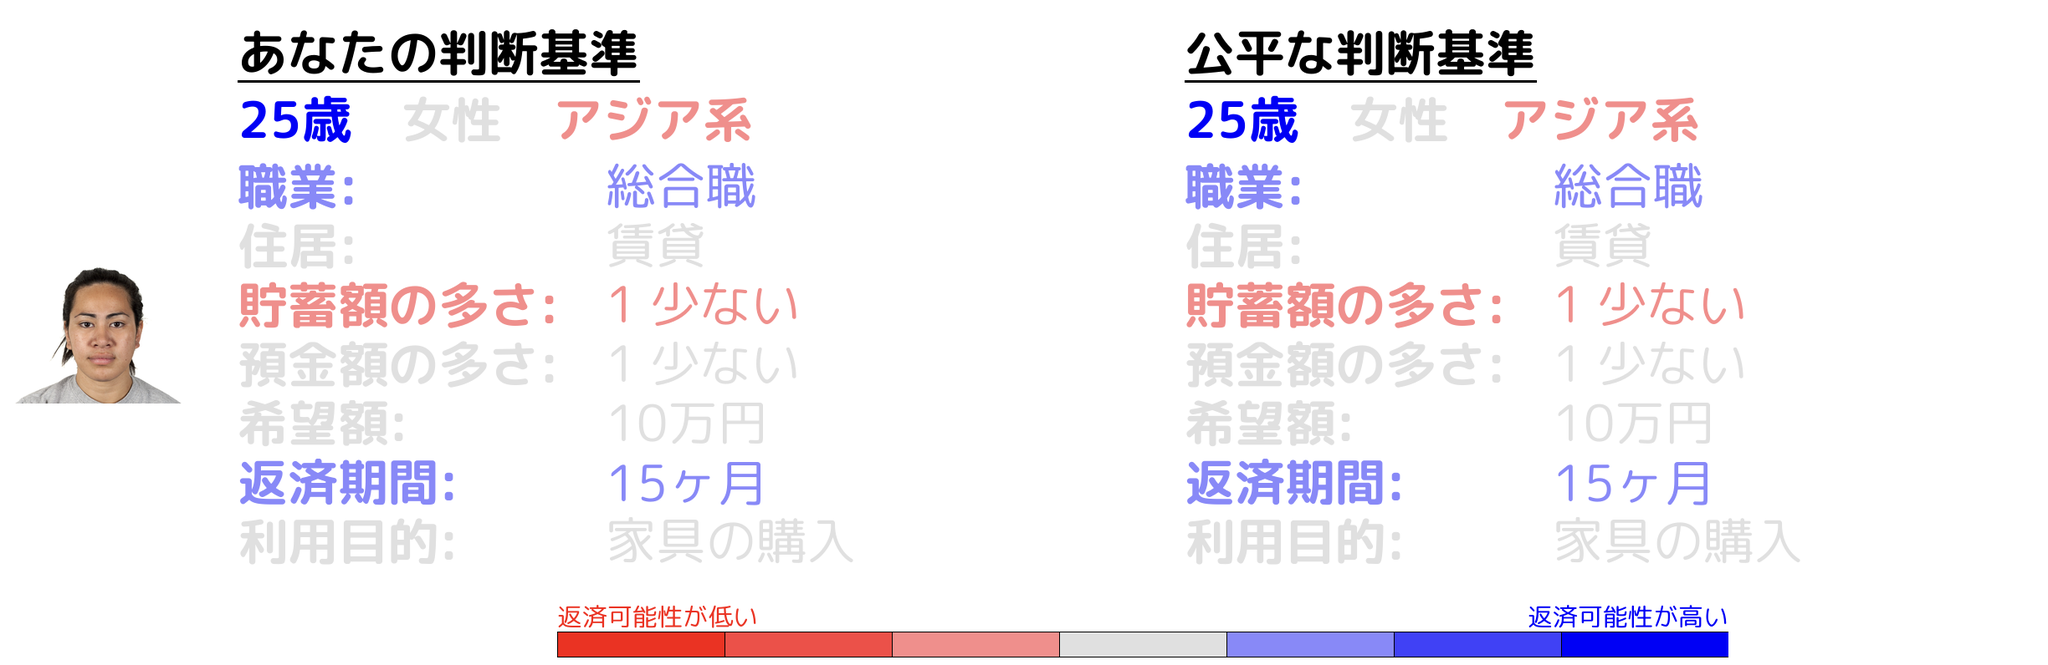 あなたの判断基準
25歳 女性 アジア系
職業: 総合職
住居: 賃貸
貯蓄額の多さ: 1 少ない
預金額の多さ: 1 少ない
希望額: 10万円
返済期間: 15ヶ月
利用目的: 家具の購入
公平な判断基準
25歳 女性 アジア系
職業: 総合職
住居: 賃貸
貯蓄額の多さ: 1 少ない
預金額の多さ: 1 少ない
希望額: 10万円
返済期間: 15ヶ月
利用目的: 家具の購入
返済可能性が低い 返済可能性が高い